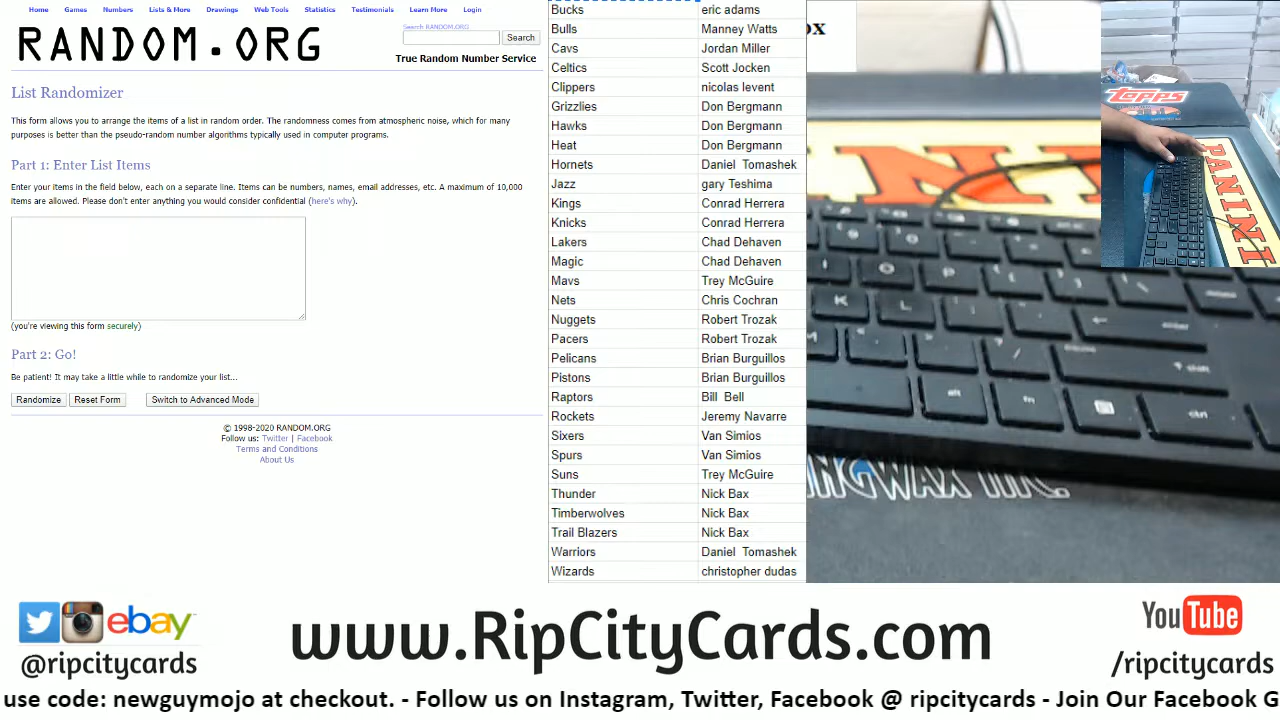 Home Games Numbers Lists & More Drawings Web Tools Statistics Testimonials Learn More Login
RANDOM.ORG
Search RANDOM.ORG
Search
True Random Number Service
List Randomizer
This form allows you to arrange the items of a list in random order. The randomness comes from atmospheric noise, which for many
purposes is better than the pseudo-random number algorithms typically used in computer programs.
Part 1: Enter List Items
Enter your items in the field below, each on a separate line. Items can be numbers, names, email addresses, etc. A maximum of 10,000
items are allowed. Please don't enter anything you would consider confidential (here's why).
(you're viewing this form securely)
Part 2: Go!
Be patient! It may take a little while to randomize your list...
Randomize Reset Form Switch to Advanced Mode
© 1998-2020 RANDOM.ORG
Follow us: Twitter | Facebook
Terms and Conditions
About Us
Bucks eric adams
Bulls Manney Watts
Cavs Jordan Miller
Celtics Scott Jocken
Clippers nicolas levent
Grizzlies Don Bergmann
Hawks Don Bergmann
Heat Don Bergmann
Hornets Daniel Tomashek
Jazz gary Teshima
Kings Conrad Herrera
Knicks Conrad Herrera
Lakers Chad Dehaven
Magic Chad Dehaven
Mavs Trey McGuire
Nets Chris Cochran
Nuggets Robert Trozak
Pacers Robert Trozak
Pelicans Brian Burguillos
Pistons Brian Burguillos
Raptors Bill Bell
Rockets Jeremy Navarre
Sixers Van Simios
Spurs Van Simios
Suns Trey McGuire
Thunder Nick Bax
Timberwolves Nick Bax
Trail Blazers Nick Bax
Warriors Daniel Tomashek
Wizards christopher dudas
ox
topps
PANINI
K L
enter
shift
alt fn ctrl
NGWAX INC.
ebay
@ripcitycards
www.RipCityCards.com
YouTube
/ripcitycards
use code: newguymojo at checkout. - Follow us on Instagram, Twitter, Facebook @ ripcitycards - Join Our Facebook G